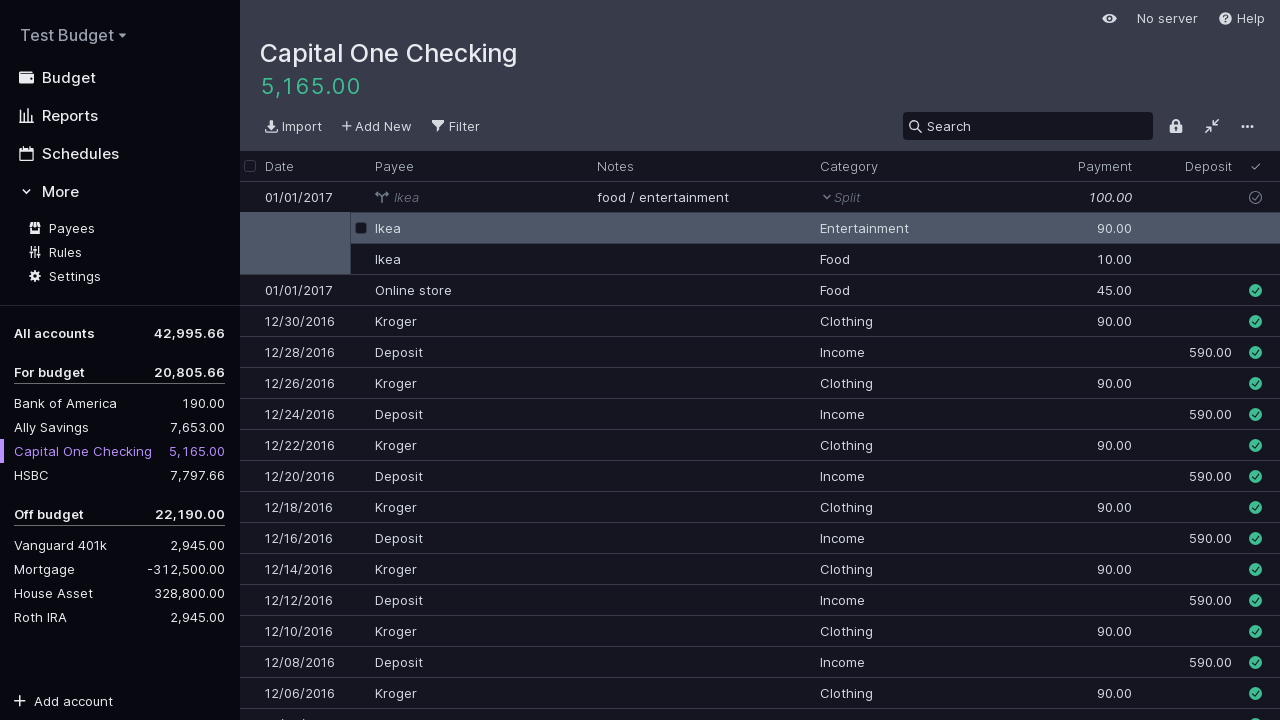 Test Budget
Budget
Reports
Schedules
More
Payees
Rules
Settings
All accounts 42,995.66
For budget 20,805.66
Bank of America 190.00
Ally Savings 7,653.00
Capital One Checking 5,165.00
HSBC 7,797.66
Off budget 22,190.00
Vanguard 401k 2,945.00
Mortgage -312,500.00
House Asset 328,800.00
Roth IRA 2,945.00
Add account
No server Help
Capital One Checking
5,165.00
Import Add New Filter Search
Date Payee Notes Category Payment Deposit
01/01/2017 Ikea food / entertainment Split 100.00
Ikea Entertainment 90.00
Ikea Food 10.00
01/01/2017 Online store Food 45.00
12/30/2016 Kroger Clothing 90.00
12/28/2016 Deposit Income 590.00
12/26/2016 Kroger Clothing 90.00
12/24/2016 Deposit Income 590.00
12/22/2016 Kroger Clothing 90.00
12/20/2016 Deposit Income 590.00
12/18/2016 Kroger Clothing 90.00
12/16/2016 Deposit Income 590.00
12/14/2016 Kroger Clothing 90.00
12/12/2016 Deposit Income 590.00
12/10/2016 Kroger Clothing 90.00
12/08/2016 Deposit Income 590.00
12/06/2016 Kroger Clothing 90.00